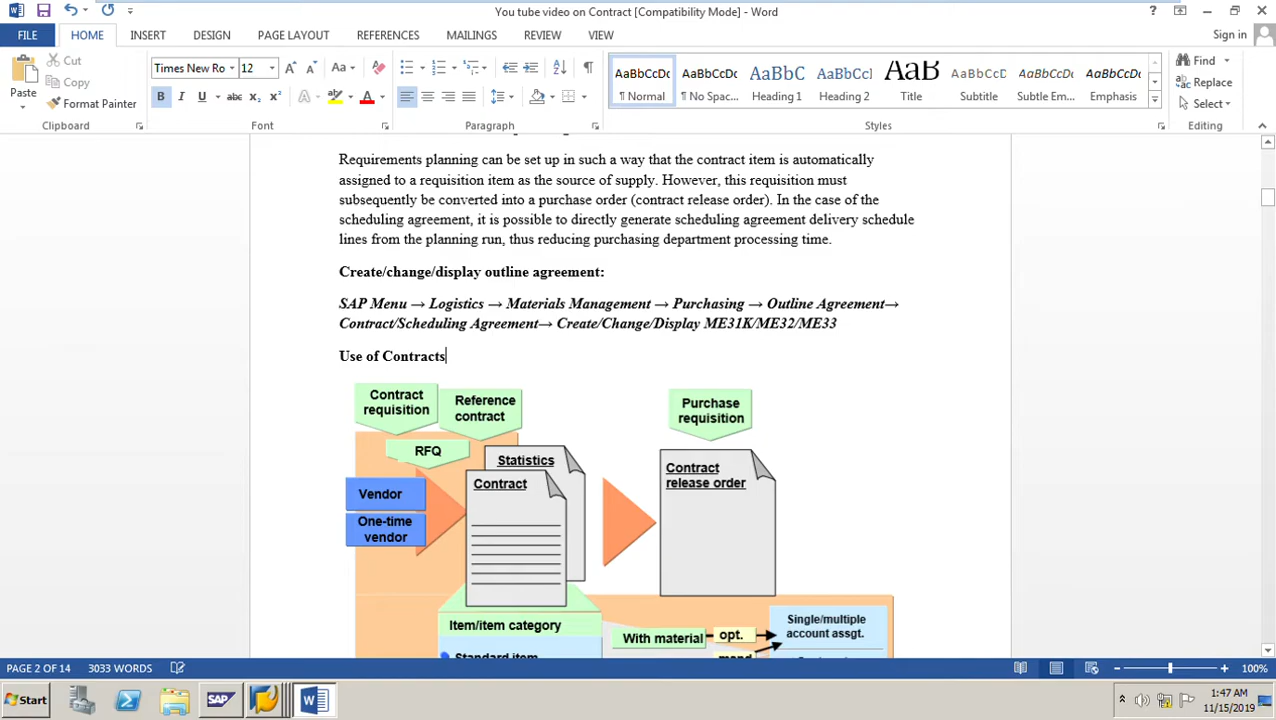 You tube video on Contract [Compatibility Mode] - Word
FILE HOME INSERT DESIGN PAGE LAYOUT REFERENCES MAILINGS REVIEW VIEW Sign in
Paste
Cut
Copy
Format Painter
Clipboard
Times New Ro 12
Aa
B I U abc x₂ x²
A A
Font
Paragraph
AaBbCcDc AaBbCcDc AaBbC AaBbCc AaB AaBbCcD AaBbCcDc AaBbCcDc
¶ Normal ¶ No Spac... Heading 1 Heading 2 Title Subtitle Subtle Em... Emphasis
Styles
Find
Replace
Select
Editing
Requirements planning can be set up in such a way that the contract item is automatically
assigned to a requisition item as the source of supply. However, this requisition must
subsequently be converted into a purchase order (contract release order). In the case of the
scheduling agreement, it is possible to directly generate scheduling agreement delivery schedule
lines from the planning run, thus reducing purchasing department processing time.
Create/change/display outline agreement:
SAP Menu → Logistics → Materials Management → Purchasing → Outline Agreement→
Contract/Scheduling Agreement→ Create/Change/Display ME31K/ME32/ME33
Use of Contracts
Contract
requisition
Reference
contract
RFQ
Statistics
Contract
Vendor
One-time
vendor
Purchase
requisition
Contract
release order
Item/item category
Standard item
With material
opt.
mand
Single/multiple
account assgt.
PAGE 2 OF 14 3033 WORDS 100%
Start SAP W
1:47 AM
11/15/2019